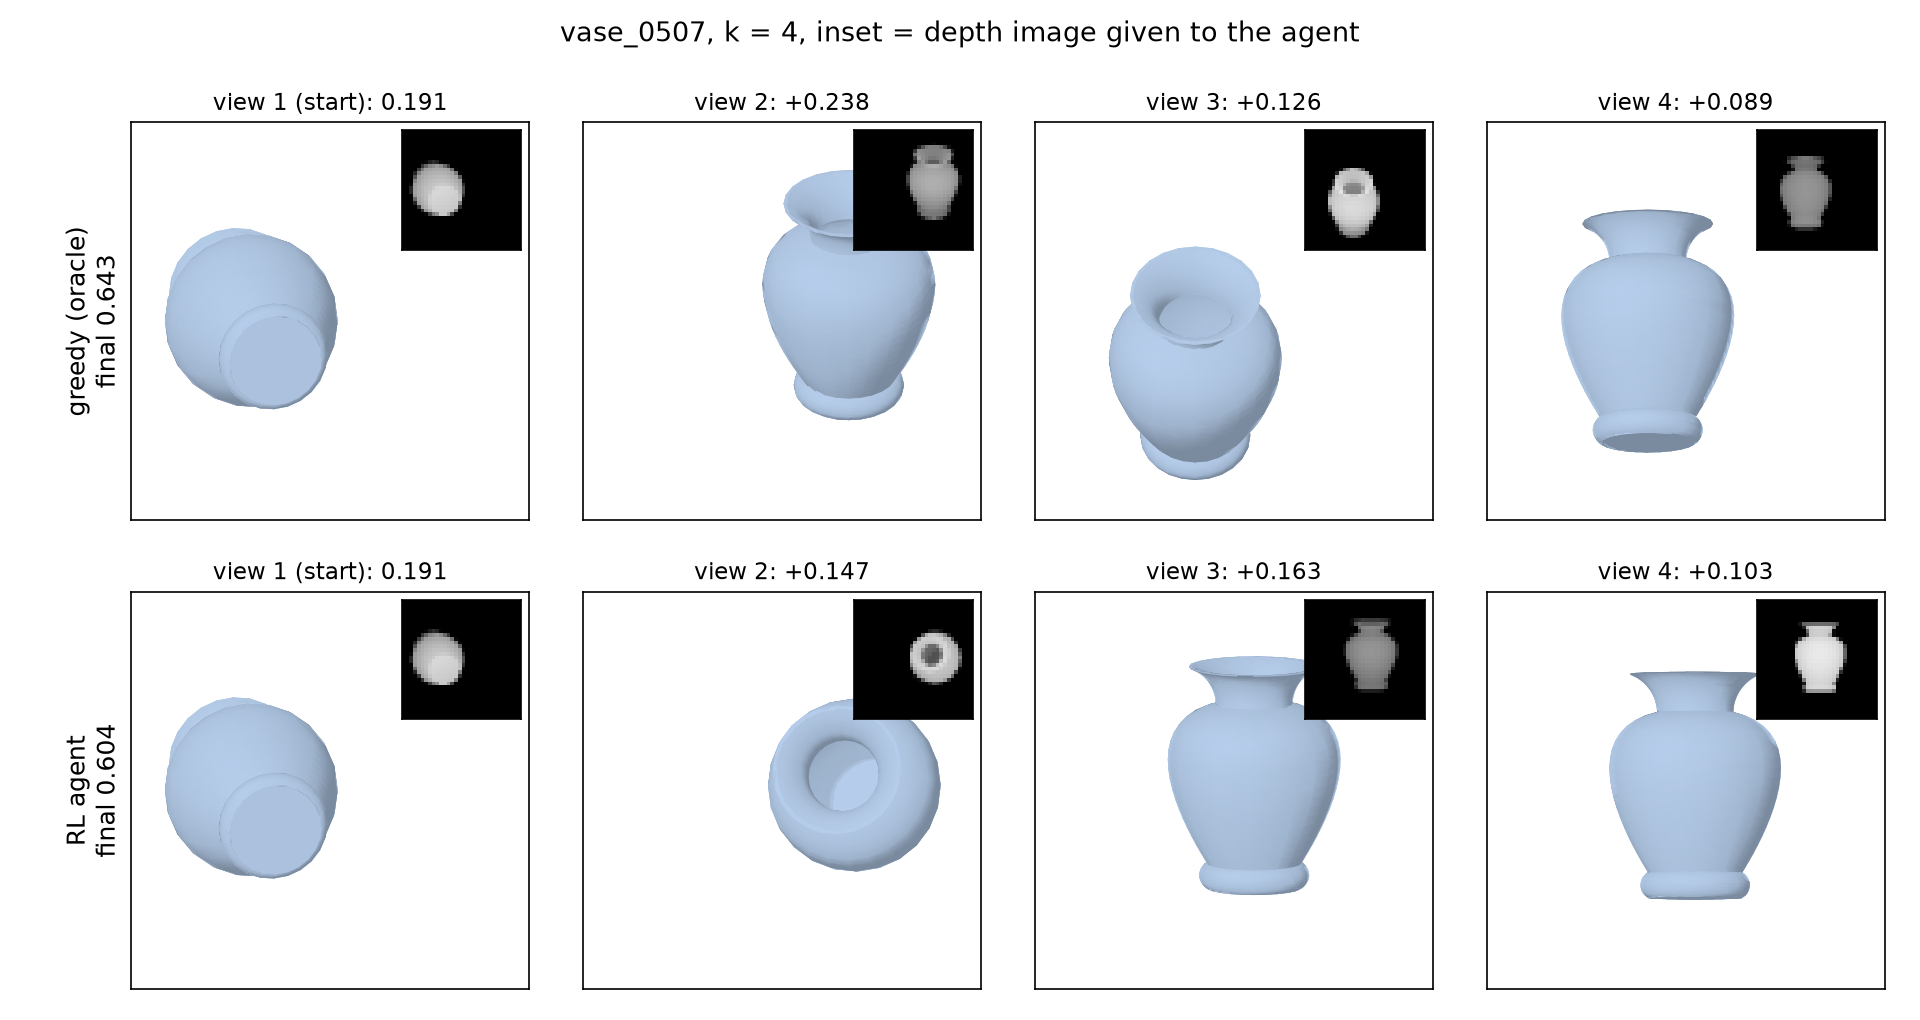 vase_0507, k = 4, inset = depth image given to the agent
view 1 (start): 0.191
view 2: +0.238
view 3: +0.126
view 4: +0.089
greedy (oracle)
final 0.643
view 1 (start): 0.191
view 2: +0.147
view 3: +0.163
view 4: +0.103
RL agent
final 0.604